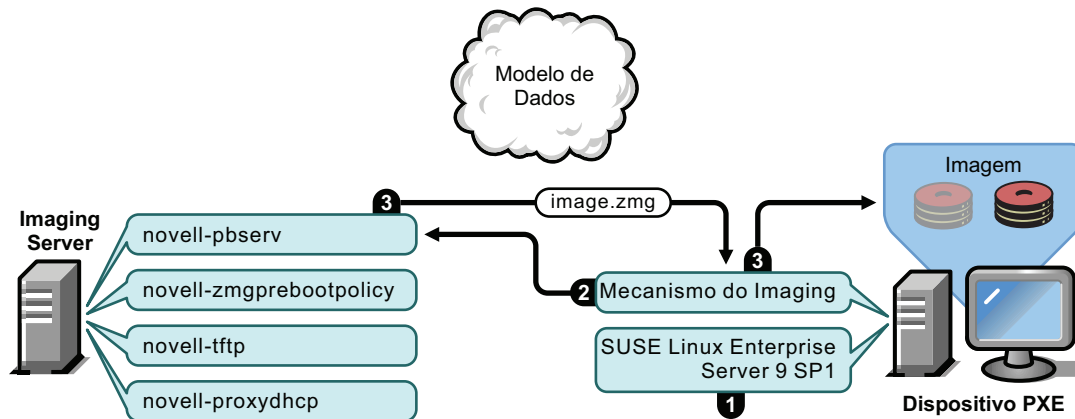 Modelo de
Dados
Imagem
3
image.zmg
Imaging
Server
novell-pbserv
3
novell-zmgprebootpolicy
2
Mecanismo do Imaging
novell-tftp
SUSE Linux Enterprise
Server 9 SP1
novell-proxydhcp
1
Dispositivo PXE